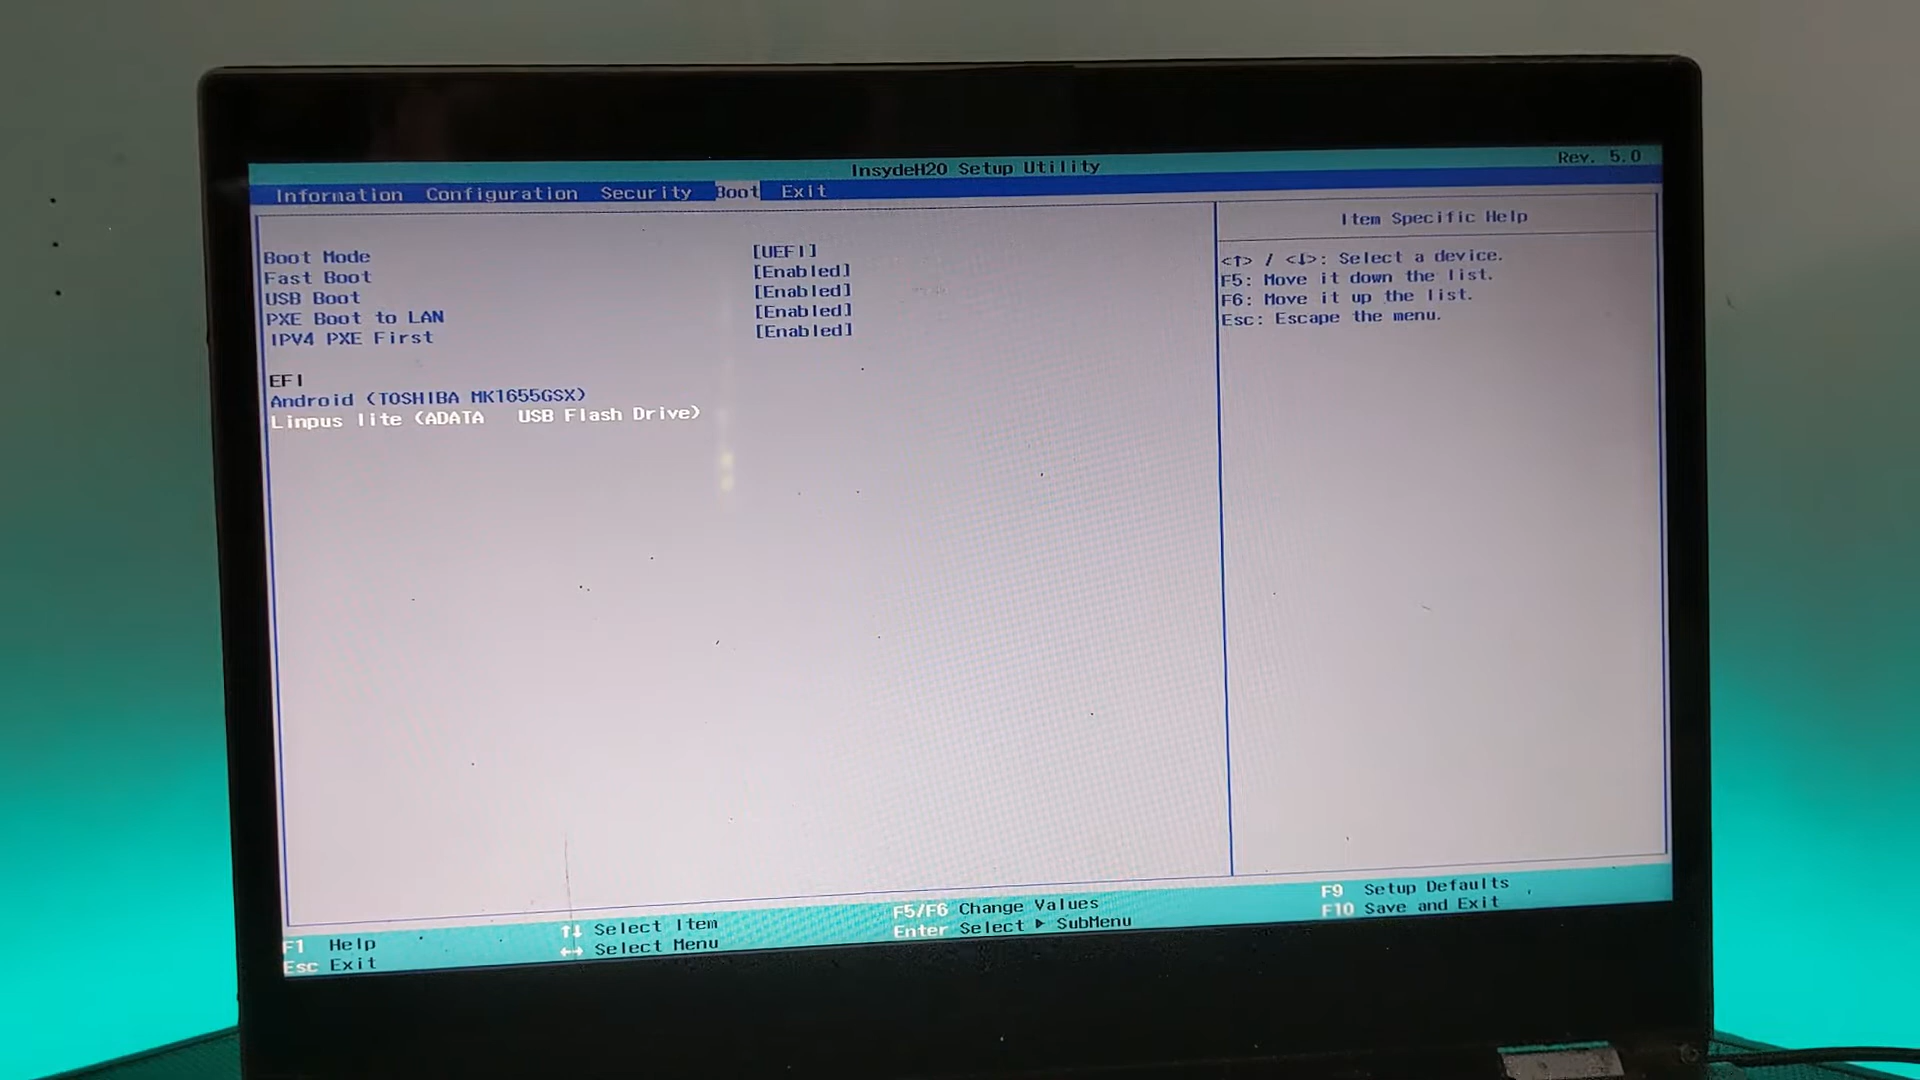 InsydeH2O Setup Utility
Rev. 5.0
Information Configuration Security Boot Exit
Item Specific Help
Boot Mode [UEFI]
Fast Boot [Enabled]
USB Boot [Enabled]
PXE Boot to LAN [Enabled]
IPV4 PXE First [Enabled]
EFI
Android (TOSHIBA MK1655GSX)
Linpus lite (ADATA USB Flash Drive)
<↑> / <↓>: Select a device.
F5: Move it down the list.
F6: Move it up the list.
Esc: Escape the menu.
F1 Help
Esc Exit
↑↓ Select Item
←→ Select Menu
F5/F6 Change Values
Enter Select ▶ SubMenu
F9 Setup Defaults
F10 Save and Exit